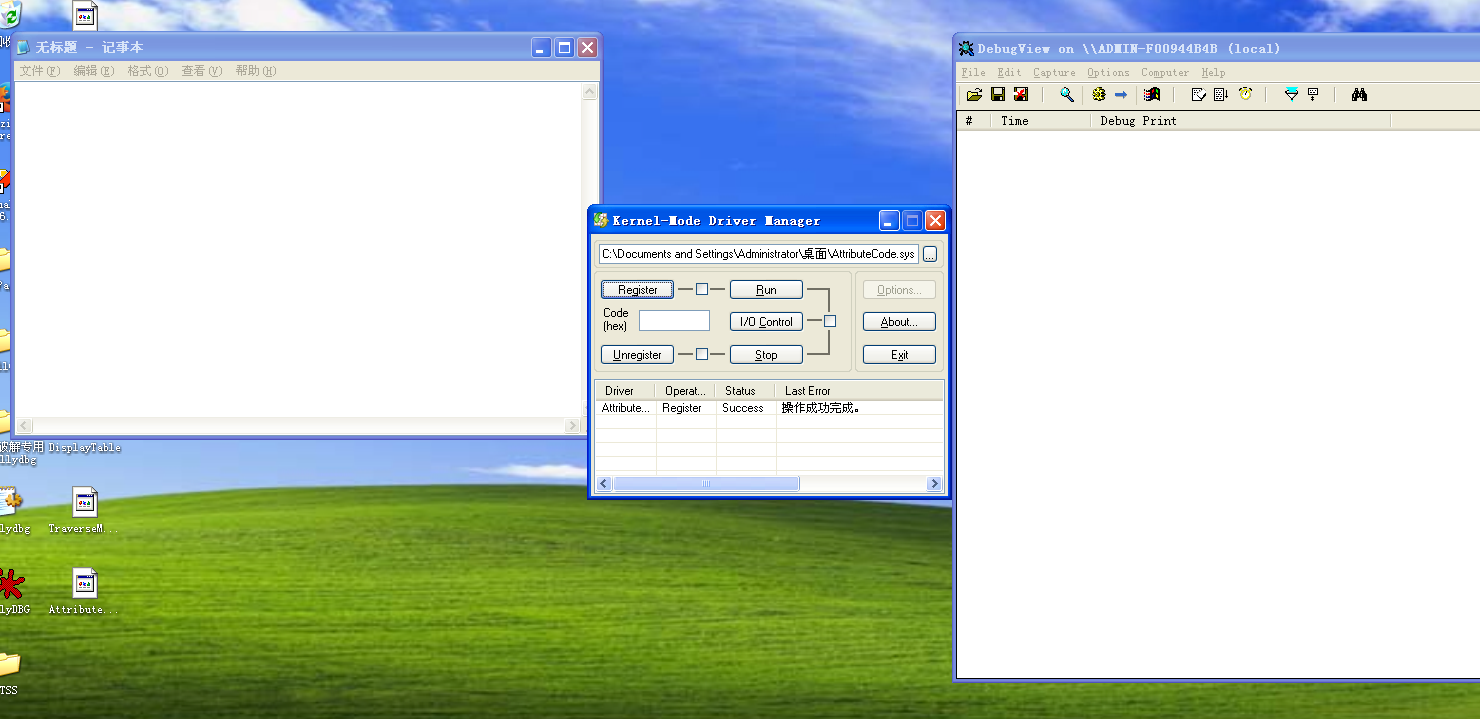 无标题 - 记事本
文件(F) 编辑(E) 格式(O) 查看(V) 帮助(H)
DebugView on \\ADMIN-F00944B4B (local)
File Edit Capture Options Computer Help
# Time Debug Print
Kernel-Mode Driver Manager
C:\Documents and Settings\Administrator\桌面\AttributeCode.sys
...
Register Run Options...
Code
(hex)
I/O Control About...
Unregister Stop Exit
Driver Operat... Status Last Error
Attribute... Register Success 操作成功完成。
破解专用 DisplayTable
llydbg
llydbg TraverseM...
llyDBG Attribute...
TSS